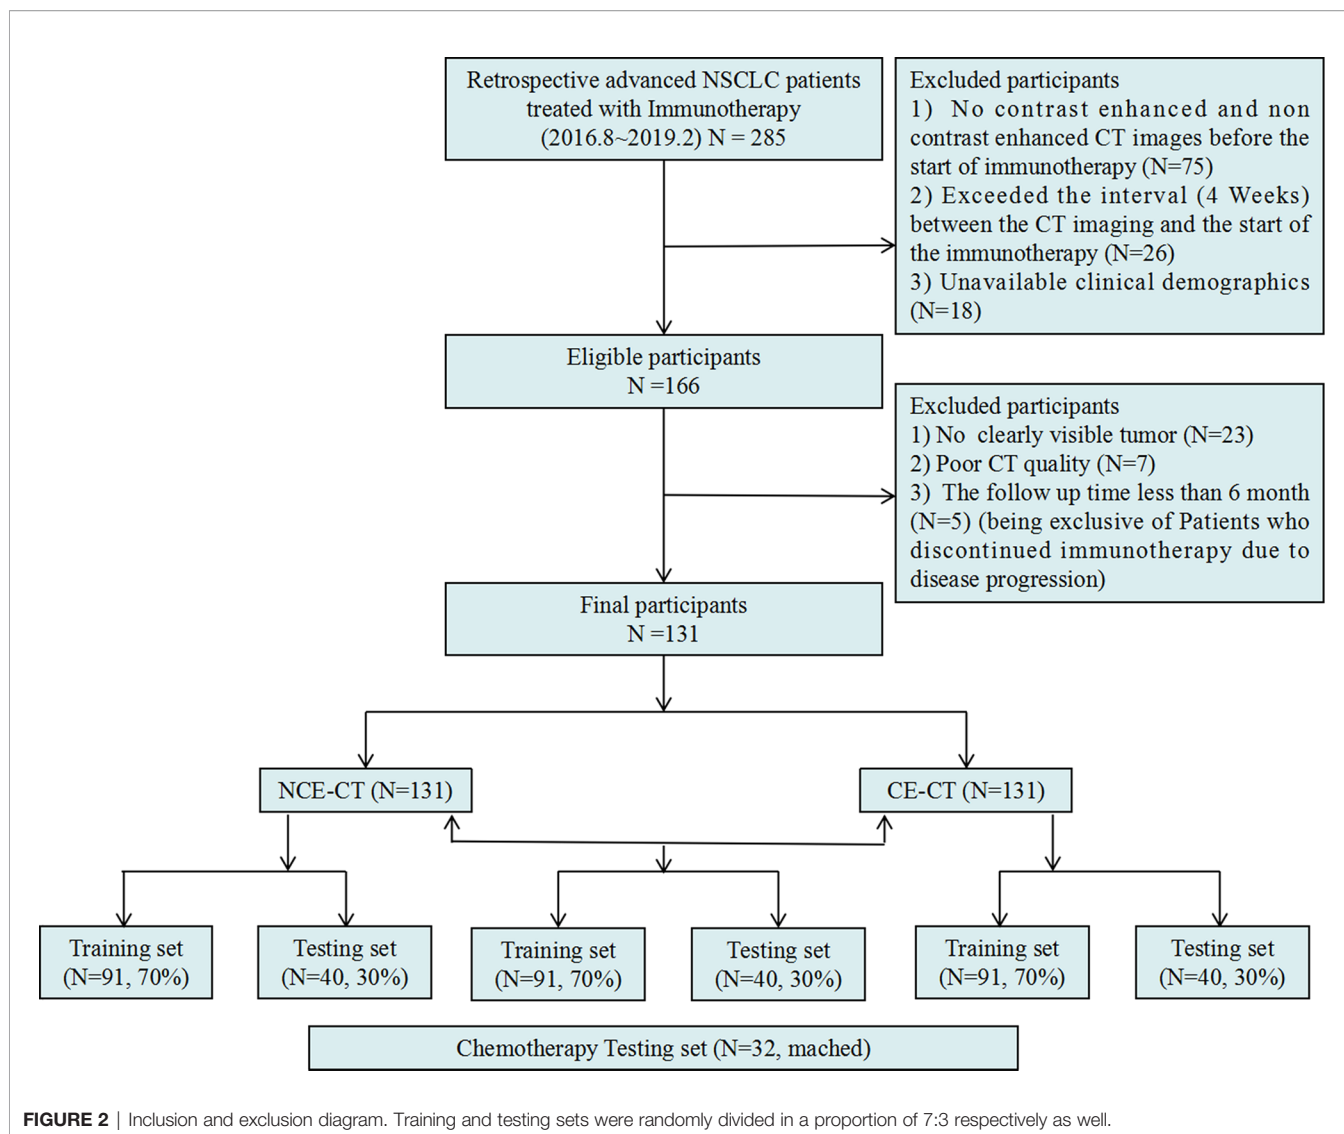 Retrospective advanced NSCLC patients
treated with Immunotherapy
(2016.8~2019.2) N = 285
Excluded participants
1) No contrast enhanced and non
contrast enhanced CT images before the
start of immunotherapy (N=75)
2) Exceeded the interval (4 Weeks)
between the CT imaging and the start of
the immunotherapy (N=26)
3) Unavailable clinical demographics
(N=18)
Eligible participants
N =166
Excluded participants
1) No clearly visible tumor (N=23)
2) Poor CT quality (N=7)
3) The follow up time less than 6 month
(N=5) (being exclusive of Patients who
discontinued immunotherapy due to
disease progression)
Final participants
N =131
NCE-CT (N=131)
CE-CT (N=131)
Training set
(N=91, 70%)
Testing set
(N=40, 30%)
Training set
(N=91, 70%)
Testing set
(N=40, 30%)
Training set
(N=91, 70%)
Testing set
(N=40, 30%)
Chemotherapy Testing set (N=32, mached)
FIGURE 2 | Inclusion and exclusion diagram. Training and testing sets were randomly divided in a proportion of 7:3 respectively as well.